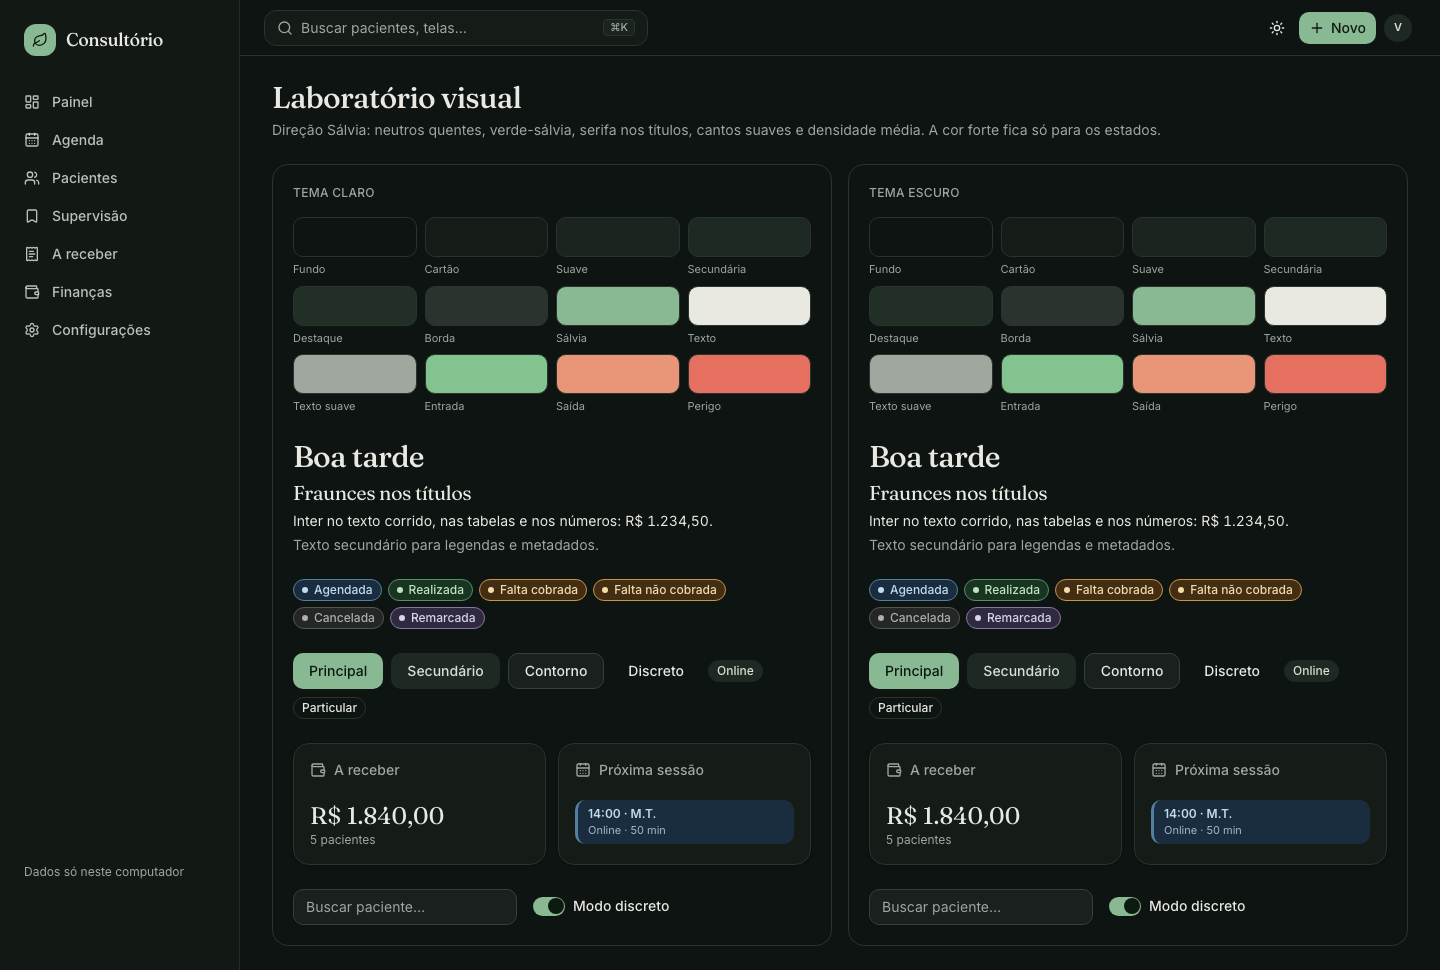 Consultório
Buscar pacientes, telas...
⌘K
Novo
V
Painel
Agenda
Pacientes
Supervisão
A receber
Finanças
Configurações
Dados só neste computador
Laboratório visual
Direção Sálvia: neutros quentes, verde-sálvia, serifa nos títulos, cantos suaves e densidade média. A cor forte fica só para os estados.
TEMA CLARO
Fundo Cartão Suave Secundária
Destaque Borda Sálvia Texto
Texto suave Entrada Saída Perigo
Boa tarde
Fraunces nos títulos
Inter no texto corrido, nas tabelas e nos números: R$ 1.234,50.
Texto secundário para legendas e metadados.
Agendada Realizada Falta cobrada Falta não cobrada
Cancelada Remarcada
Principal Secundário Contorno Discreto Online
Particular
A receber
R$ 1.840,00
5 pacientes
Próxima sessão
14:00 · M.T.
Online · 50 min
Buscar paciente...
Modo discreto
TEMA ESCURO
Fundo Cartão Suave Secundária
Destaque Borda Sálvia Texto
Texto suave Entrada Saída Perigo
Boa tarde
Fraunces nos títulos
Inter no texto corrido, nas tabelas e nos números: R$ 1.234,50.
Texto secundário para legendas e metadados.
Agendada Realizada Falta cobrada Falta não cobrada
Cancelada Remarcada
Principal Secundário Contorno Discreto Online
Particular
A receber
R$ 1.840,00
5 pacientes
Próxima sessão
14:00 · M.T.
Online · 50 min
Buscar paciente...
Modo discreto